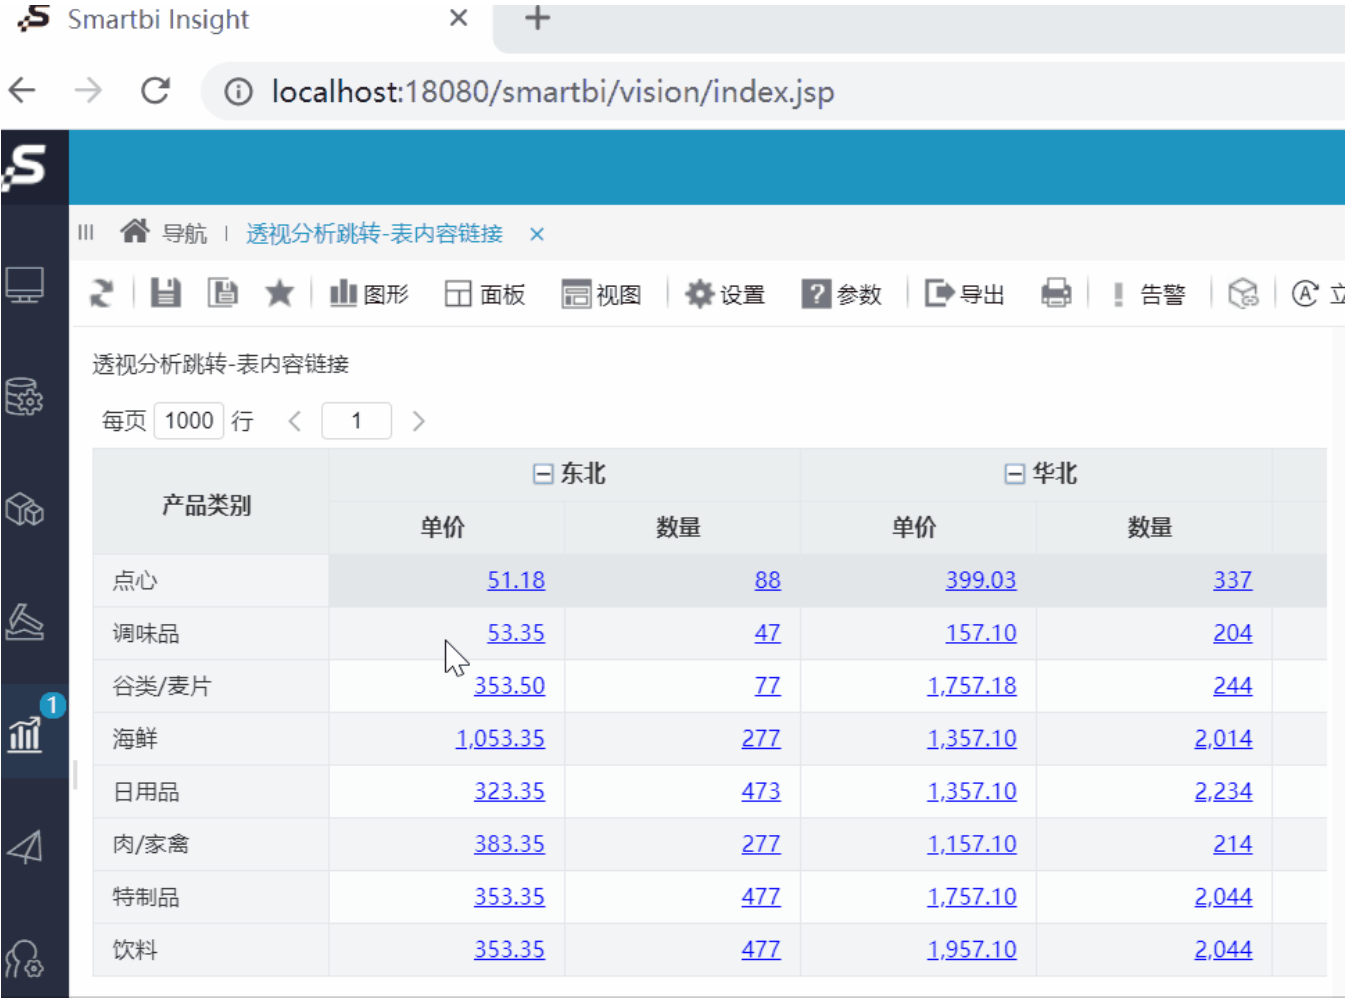 Smartbi Insight
localhost:18080/smartbi/vision/index.jsp
导航 透视分析跳转-表内容链接
图形 面板 视图 设置 参数 导出 告警 立
透视分析跳转-表内容链接
每页 1000 行 1
产品类别 东北 华北
单价 数量 单价 数量
点心 51.18 88 399.03 337
调味品 53.35 47 157.10 204
谷类/麦片 353.50 77 1,757.18 244
海鲜 1,053.35 277 1,357.10 2,014
日用品 323.35 473 1,357.10 2,234
肉/家禽 383.35 277 1,157.10 214
特制品 353.35 477 1,757.10 2,044
饮料 353.35 477 1,957.10 2,044
1